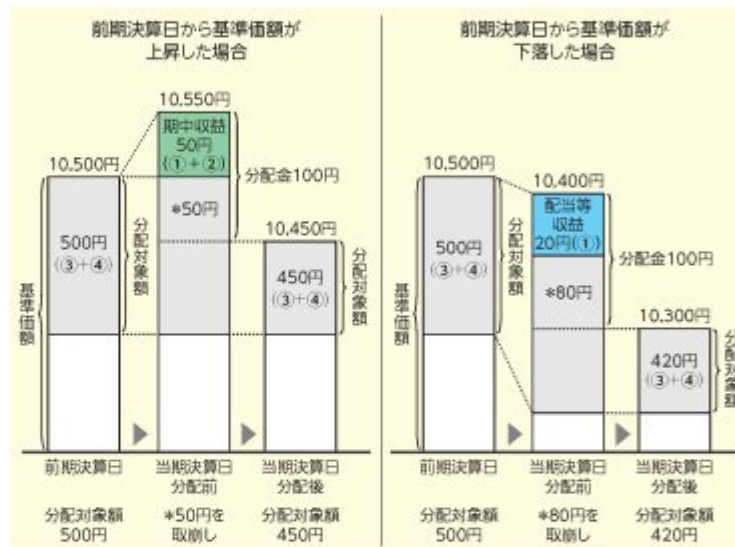 前期決算日から基準価額が
上昇した場合
10,550円
期中収益
50円
(①+②)
10,500円
分配金100円
*50円
10,450円
500円
(③+④)
分配対象額
450円
(③+④)
分配対象額
基準価額
前期決算日
当期決算日
分配前
当期決算日
分配後
分配対象額
500円
*50円を
取崩し
分配対象額
450円
前期決算日から基準価額が
下落した場合
10,500円
10,400円
配当等
収益
20円(①)
分配金100円
500円
(③+④)
分配対象額
*80円
10,300円
基準価額
420円
(③+④)
分配対象額
前期決算日
当期決算日
分配前
当期決算日
分配後
分配対象額
500円
*80円を
取崩し
分配対象額
420円